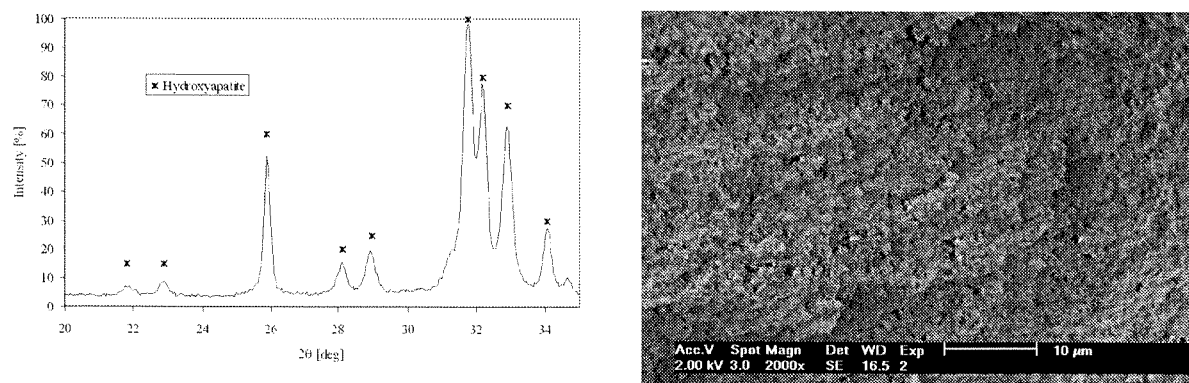 100
90
80
70
60
50
40
30
20
10
0
Intensity [%]
× Hydroxyapatite
20 22 24 26 28 30 32 34
2θ [deg]
Acc.V Spot Magn Det WD Exp 10 µm
2.00 kV 3.0 2000x SE 16.5 2